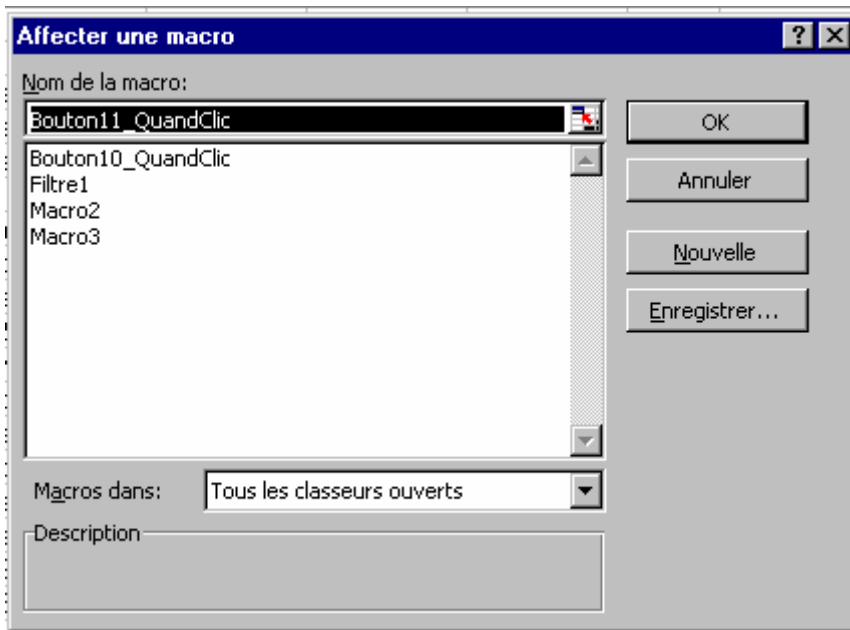 Affecter une macro
Nom de la macro:
Bouton11_QuandClic
OK
Bouton10_QuandClic
Filtre1
Macro2
Macro3
Annuler
Nouvelle
Enregistrer...
Macros dans:
Tous les classeurs ouverts
Description